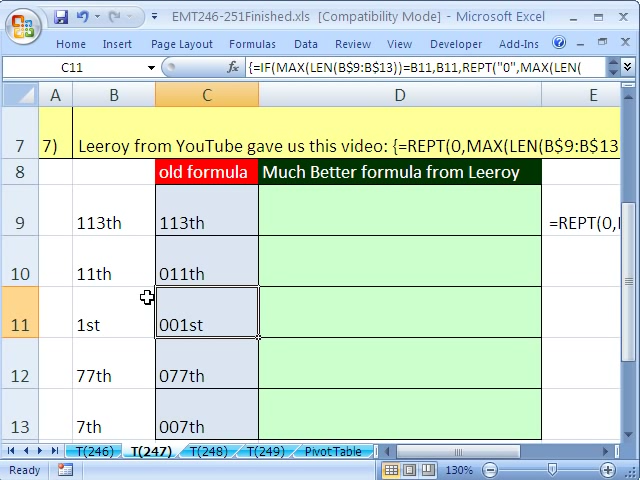 EMT246-251Finished.xls [Compatibility Mode] - Microsoft Excel
Home Insert Page Layout Formulas Data Review View Developer Add-Ins
C11 fx {=IF(MAX(LEN(B$9:B$13))=B11,B11,REPT("0",MAX(LEN(
A B C D E
7 7) Leeroy from YouTube gave us this video: {=REPT(0,MAX(LEN(B$9:B$13
8 old formula Much Better formula from Leeroy
9 113th 113th =REPT(0,
10 11th 011th
11 1st 001st
12 77th 077th
13 7th 007th
T(246) T(247) T(248) T(249) PivotTable
Ready 130%